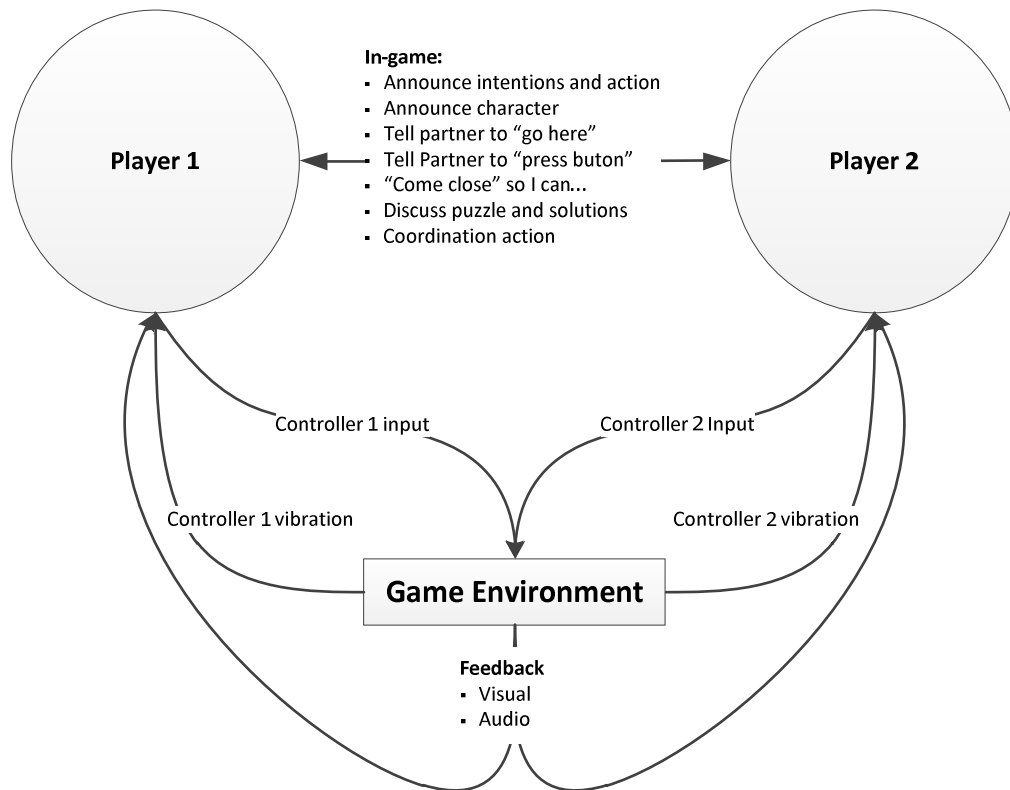 In-game:
▪ Announce intentions and action
▪ Announce character
▪ Tell partner to “go here”
▪ Tell Partner to “press buton”
▪ “Come close” so I can...
▪ Discuss puzzle and solutions
▪ Coordination action
Player 1
Player 2
Controller 1 input
Controller 2 Input
Controller 1 vibration
Controller 2 vibration
Game Environment
Feedback
▪ Visual
▪ Audio